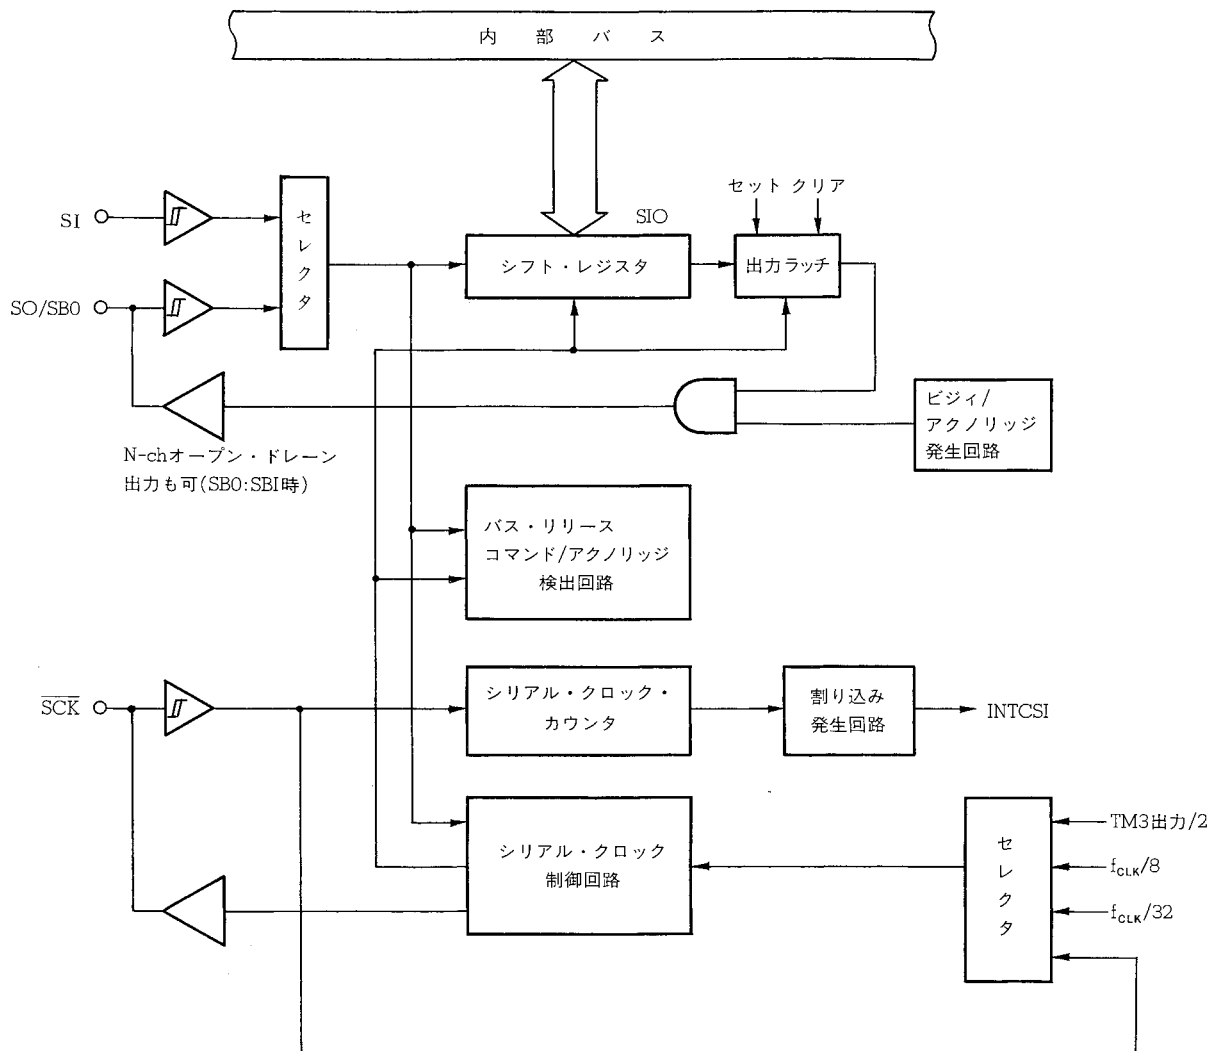 内部バス
セット クリア
SI
セレクタ
SIO
シフト・レジスタ
出力ラッチ
SO/SB0
ビジィ/
アクノリッジ
発生回路
N-chオープン・ドレーン
出力も可(SB0:SBI時)
バス・リリース
コマンド/アクノリッジ
検出回路
SCK
シリアル・クロック・
カウンタ
割り込み
発生回路
INTCSI
シリアル・クロック
制御回路
セレクタ
TM3出力/2
fCLK/8
fCLK/32